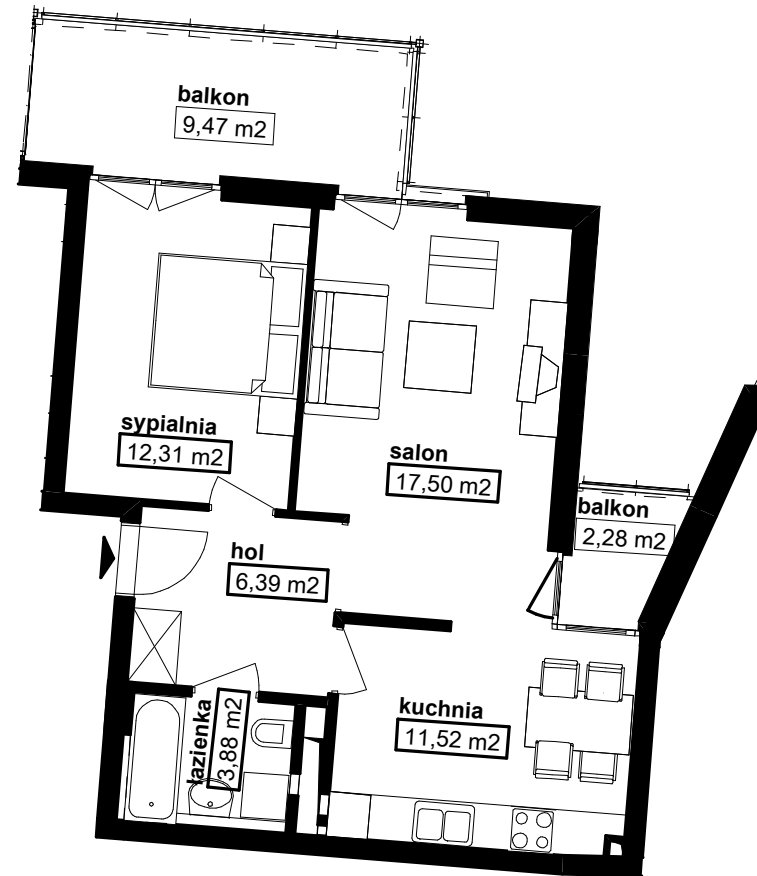 balkon
9,47 m2
sypialnia
12,31 m2
salon
17,50 m2
balkon
2,28 m2
hol
6,39 m2
łazienka
3,88 m2
kuchnia
11,52 m2